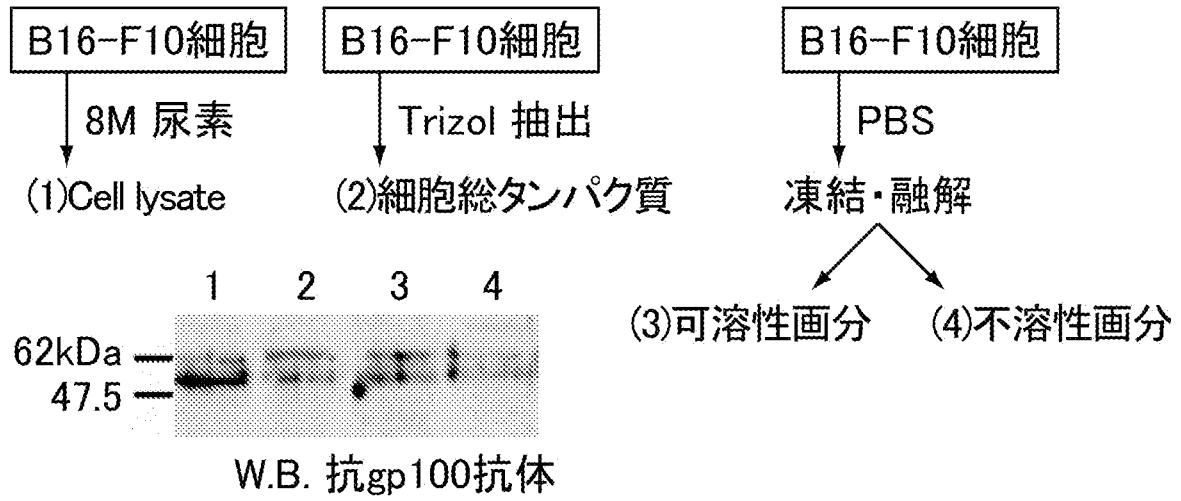 B16-F10細胞
B16-F10細胞
B16-F10細胞
8M 尿素
Trizol 抽出
PBS
(1)Cell lysate
(2)細胞総タンパク質
凍結・融解
(3)可溶性画分
(4)不溶性画分
1 2 3 4
62kDa
47.5
W.B. 抗gp100抗体